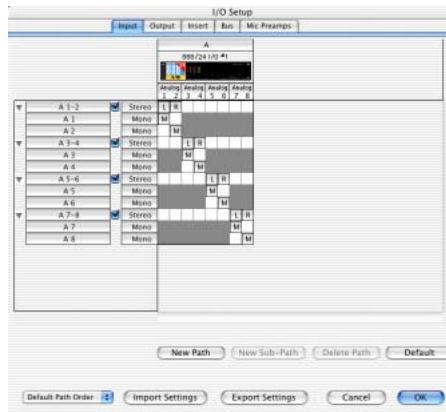 I/O Setup
Input Output Insert Bus Mic Preamps
A
888/24 I/O #1
Analog Analog Analog Analog
1 2 3 4 5 6 7 8
A 1-2 Stereo L R
A 1 Mono M
A 2 Mono M
A 3-4 Stereo L R
A 3 Mono M
A 4 Mono M
A 5-6 Stereo L R
A 5 Mono M
A 6 Mono M
A 7-8 Stereo L R
A 7 Mono M
A 8 Mono M
New Path New Sub-Path Delete Path Default
Default Path Order Import Settings Export Settings Cancel OK